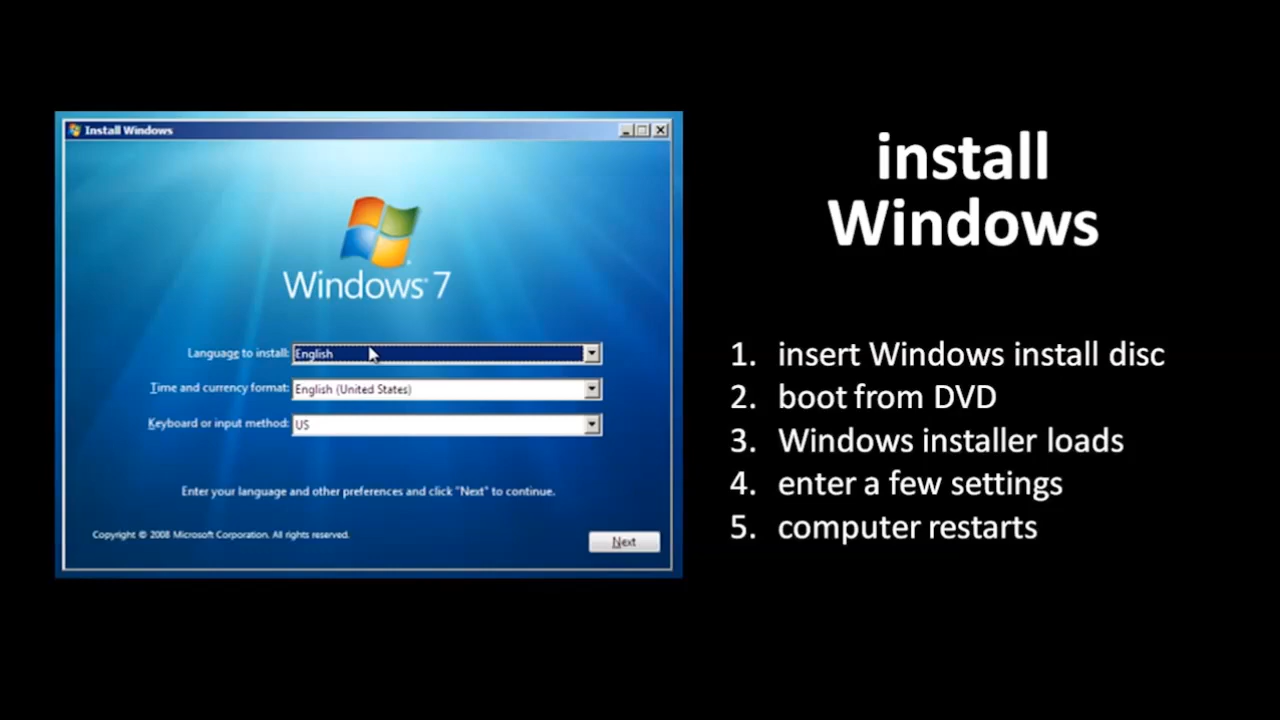 Install Windows
Windows 7
Language to install: English
Time and currency format: English (United States)
Keyboard or input method: US
Enter your language and other preferences and click "Next" to continue.
Copyright © 2008 Microsoft Corporation. All rights reserved.
Next
install
Windows
1. insert Windows install disc
2. boot from DVD
3. Windows installer loads
4. enter a few settings
5. computer restarts